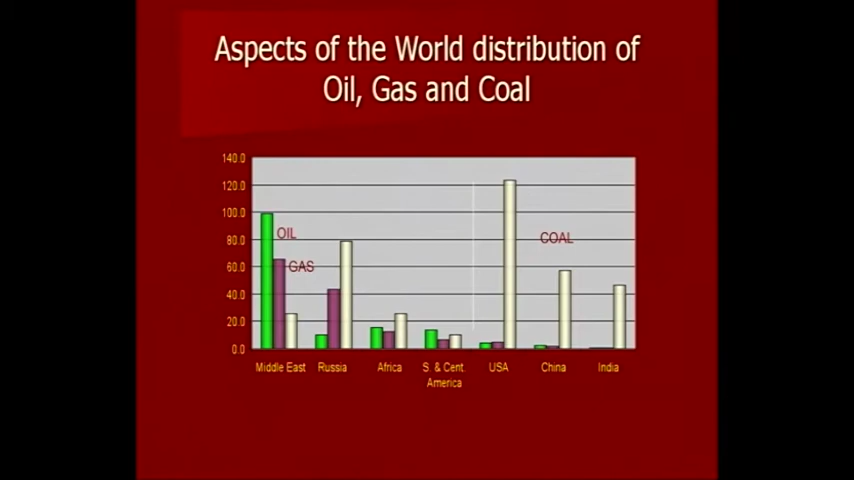 Aspects of the World distribution of
Oil, Gas and Coal
140.0
120.0
100.0
80.0
60.0
40.0
20.0
0.0
OIL
GAS
COAL
Middle East
Russia
Africa
S. & Cent.
America
USA
China
India